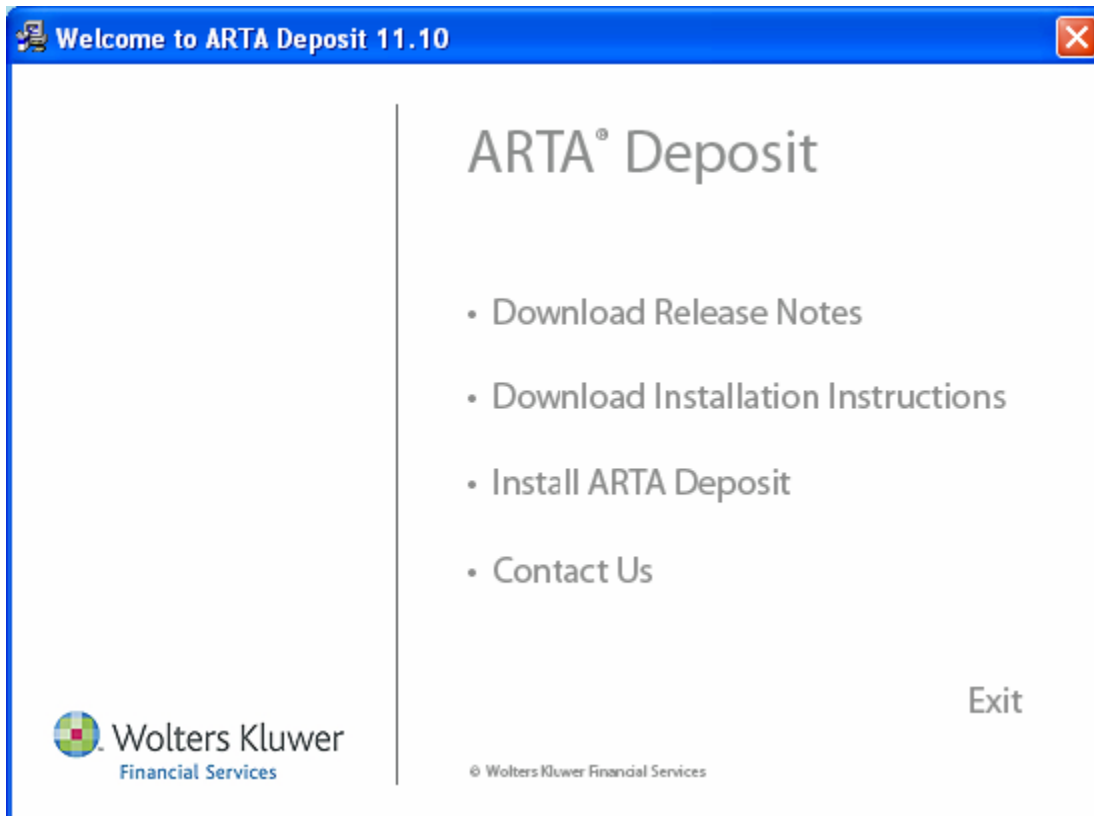 Welcome to ARTA Deposit 11.10
ARTA® Deposit
• Download Release Notes
• Download Installation Instructions
• Install ARTA Deposit
• Contact Us
Exit
Wolters Kluwer
Financial Services
© Wolters Kluwer Financial Services